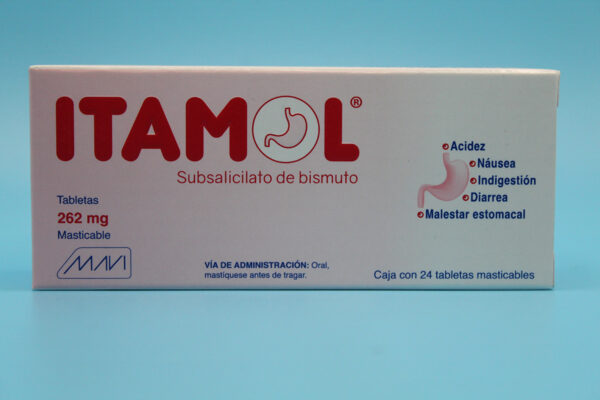 ITAMOL®
Subsalicilato de bismuto
Tabletas
262 mg
Masticable
MAVI
VÍA DE ADMINISTRACIÓN: Oral,
mastíquese antes de tragar.
Acidez
Náusea
Indigestión
Diarrea
Malestar estomacal
Caja con 24 tabletas masticables